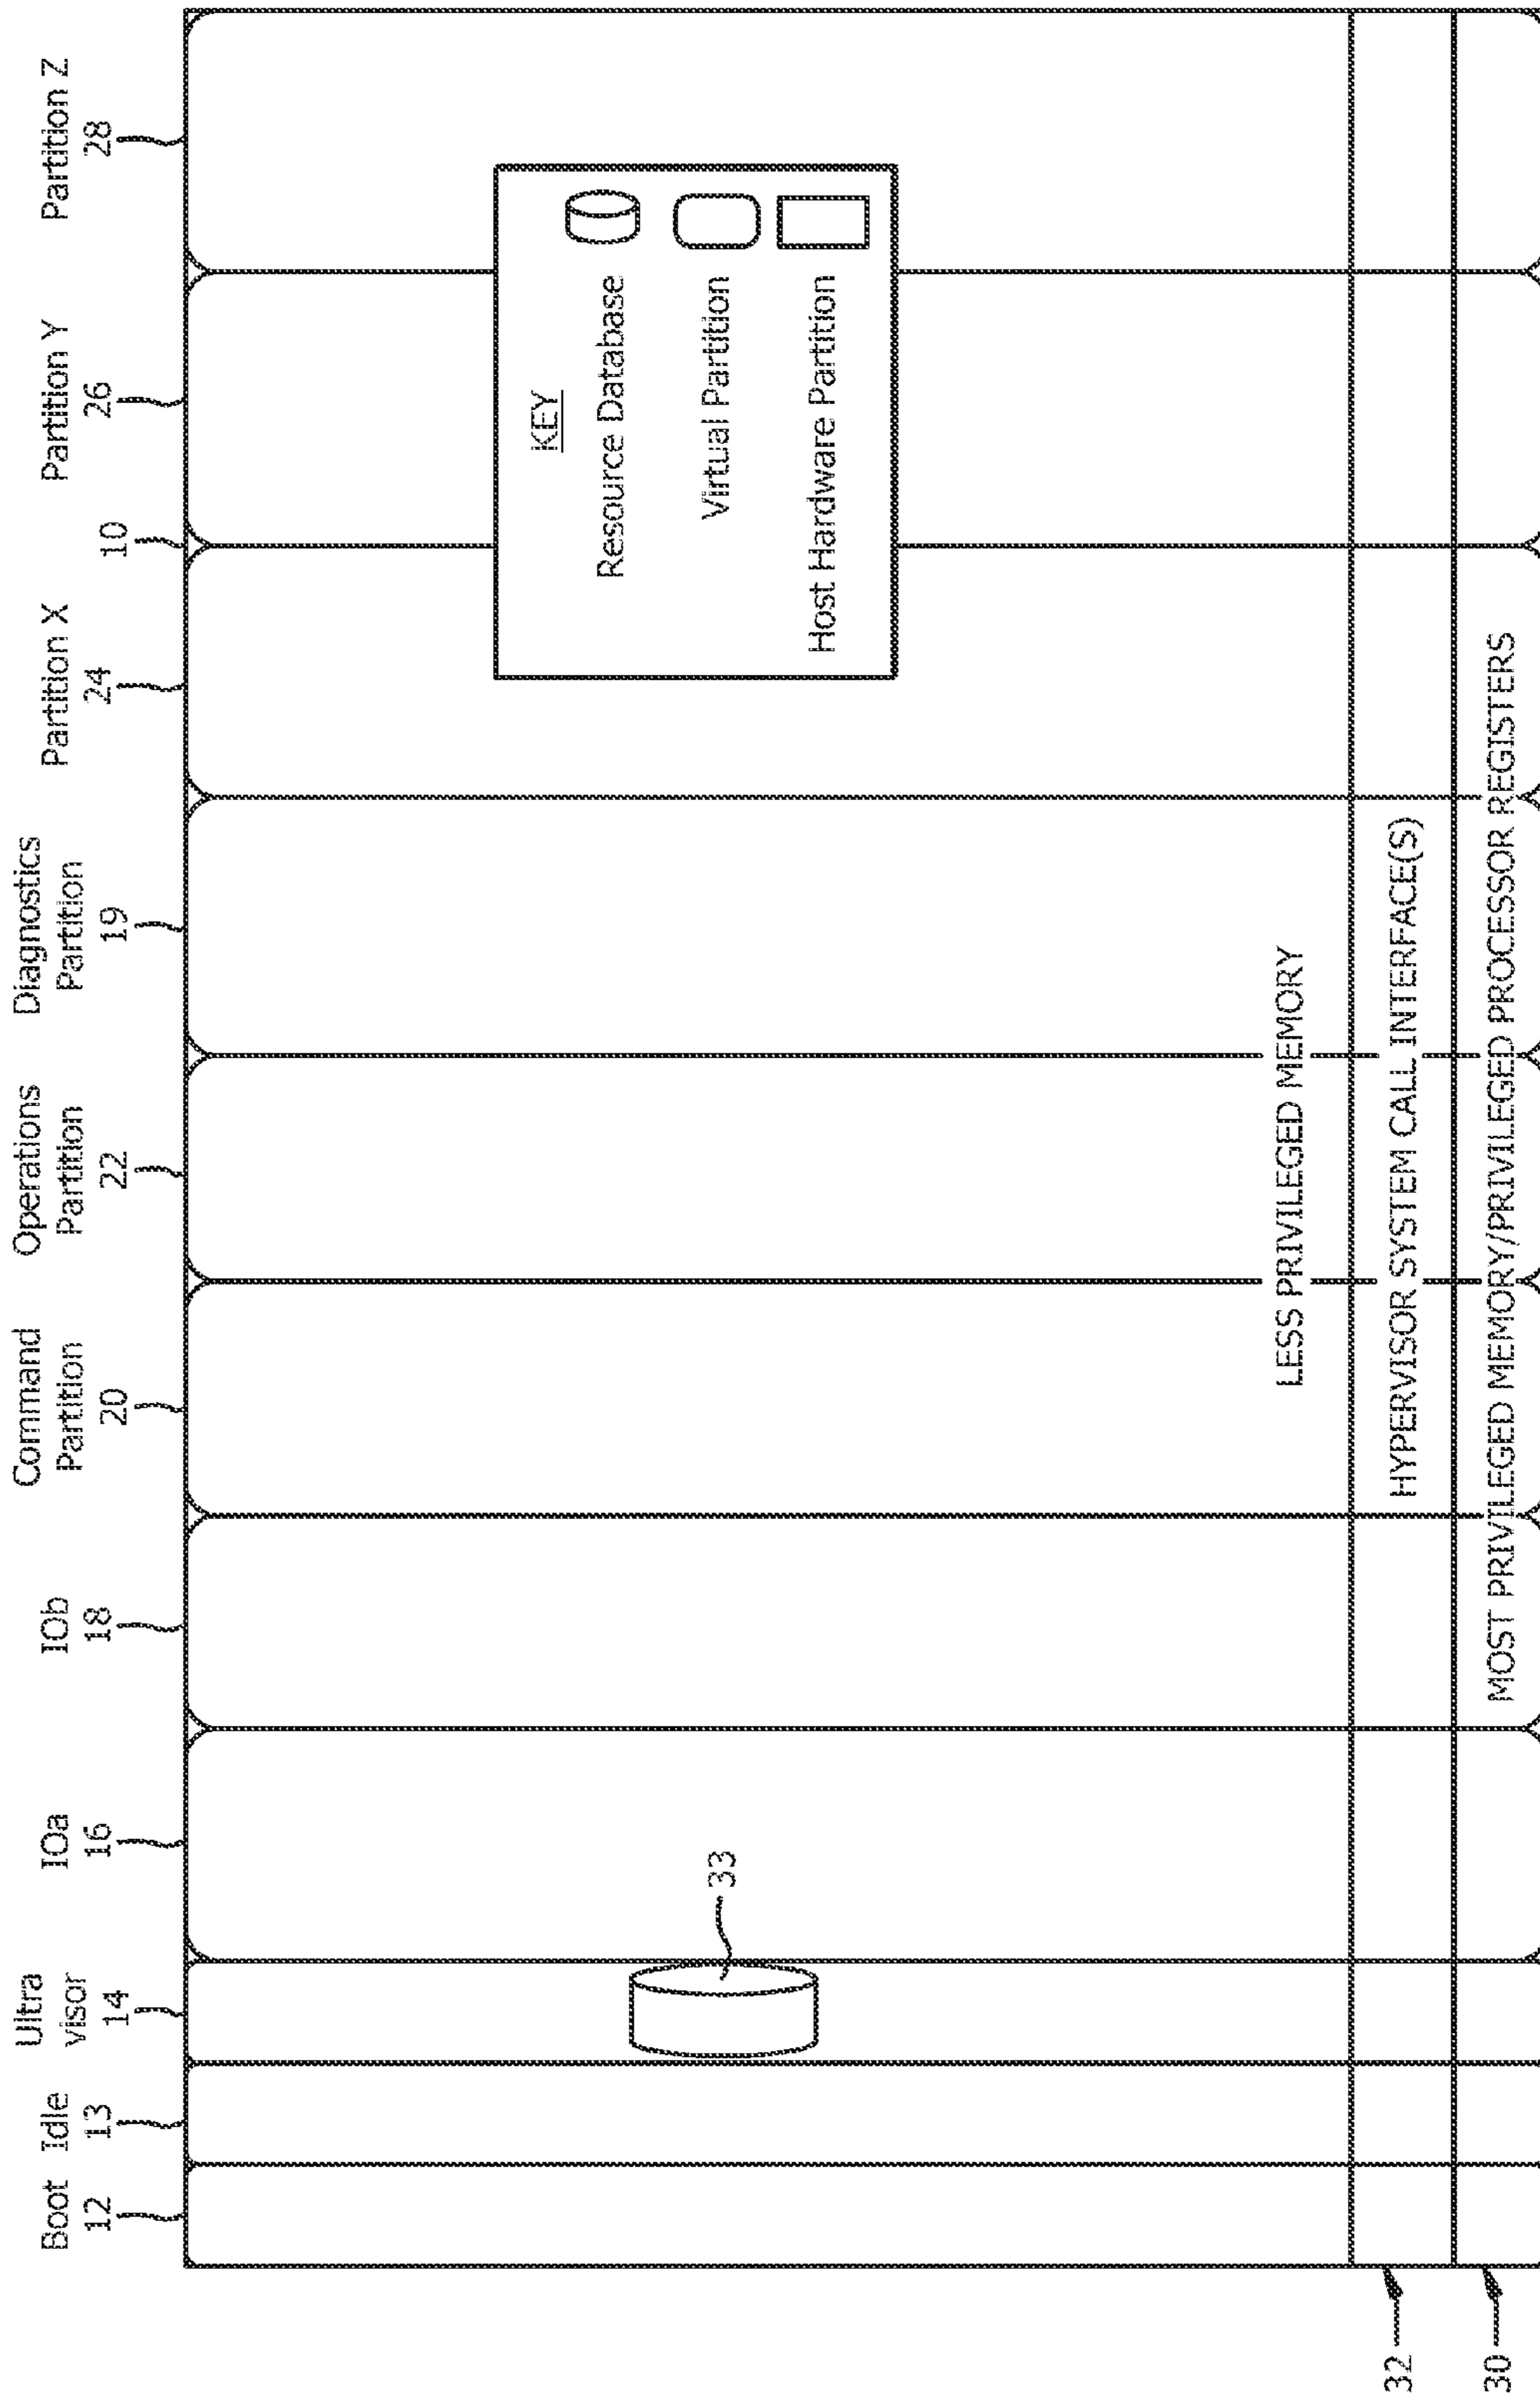 Boot
12
Idle
13
Ultra
visor
14
IOa
16
IOb
18
Command
Partition
20
Operations
Partition
22
Diagnostics
Partition
19
Partition X
24
10
Partition Y
26
Partition Z
28
33
KEY
Resource Database
Virtual Partition
Host Hardware Partition
LESS PRIVILEGED MEMORY
32
HYPERVISOR SYSTEM CALL INTERFACE(S)
30
MOST PRIVILEGED MEMORY/PRIVILEGED PROCESSOR REGISTERS